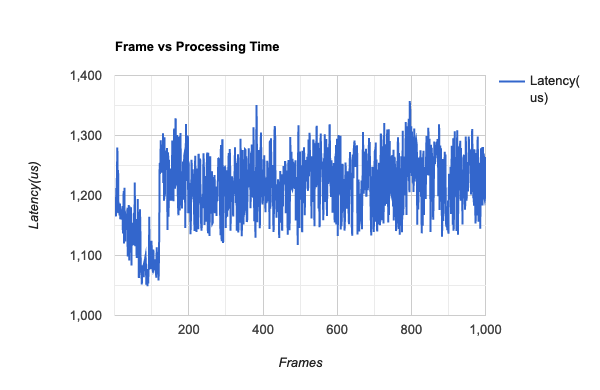 Frame vs Processing Time
1,400
1,300
1,200
1,100
1,000
Latency(us)
200
400
600
800
1,000
Frames
Latency(
us)